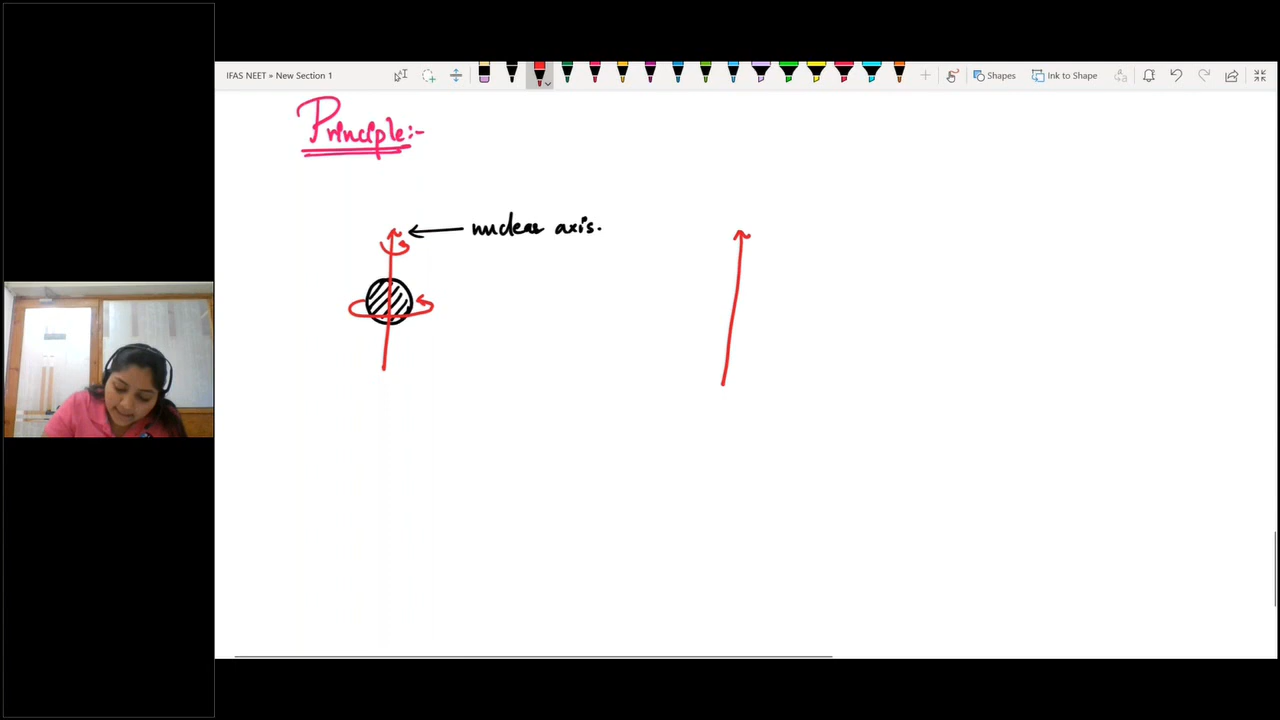 IFAS NEET » New Section 1
Shapes
Ink to Shape
Principle:-
nuclear axis.